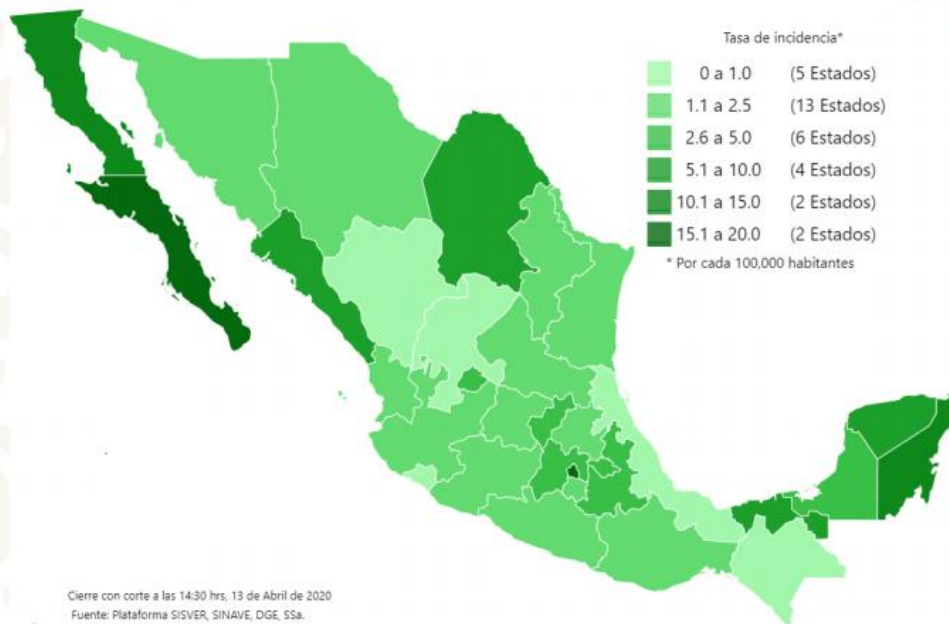 Tasa de incidencia*
0 a 1.0 (5 Estados)
1.1 a 2.5 (13 Estados)
2.6 a 5.0 (6 Estados)
5.1 a 10.0 (4 Estados)
10.1 a 15.0 (2 Estados)
15.1 a 20.0 (2 Estados)
* Por cada 100,000 habitantes
Cierre con corte a las 14:30 hrs, 13 de Abril de 2020
Fuente: Plataforma SISVER, SINAVE, DGE, SSa.